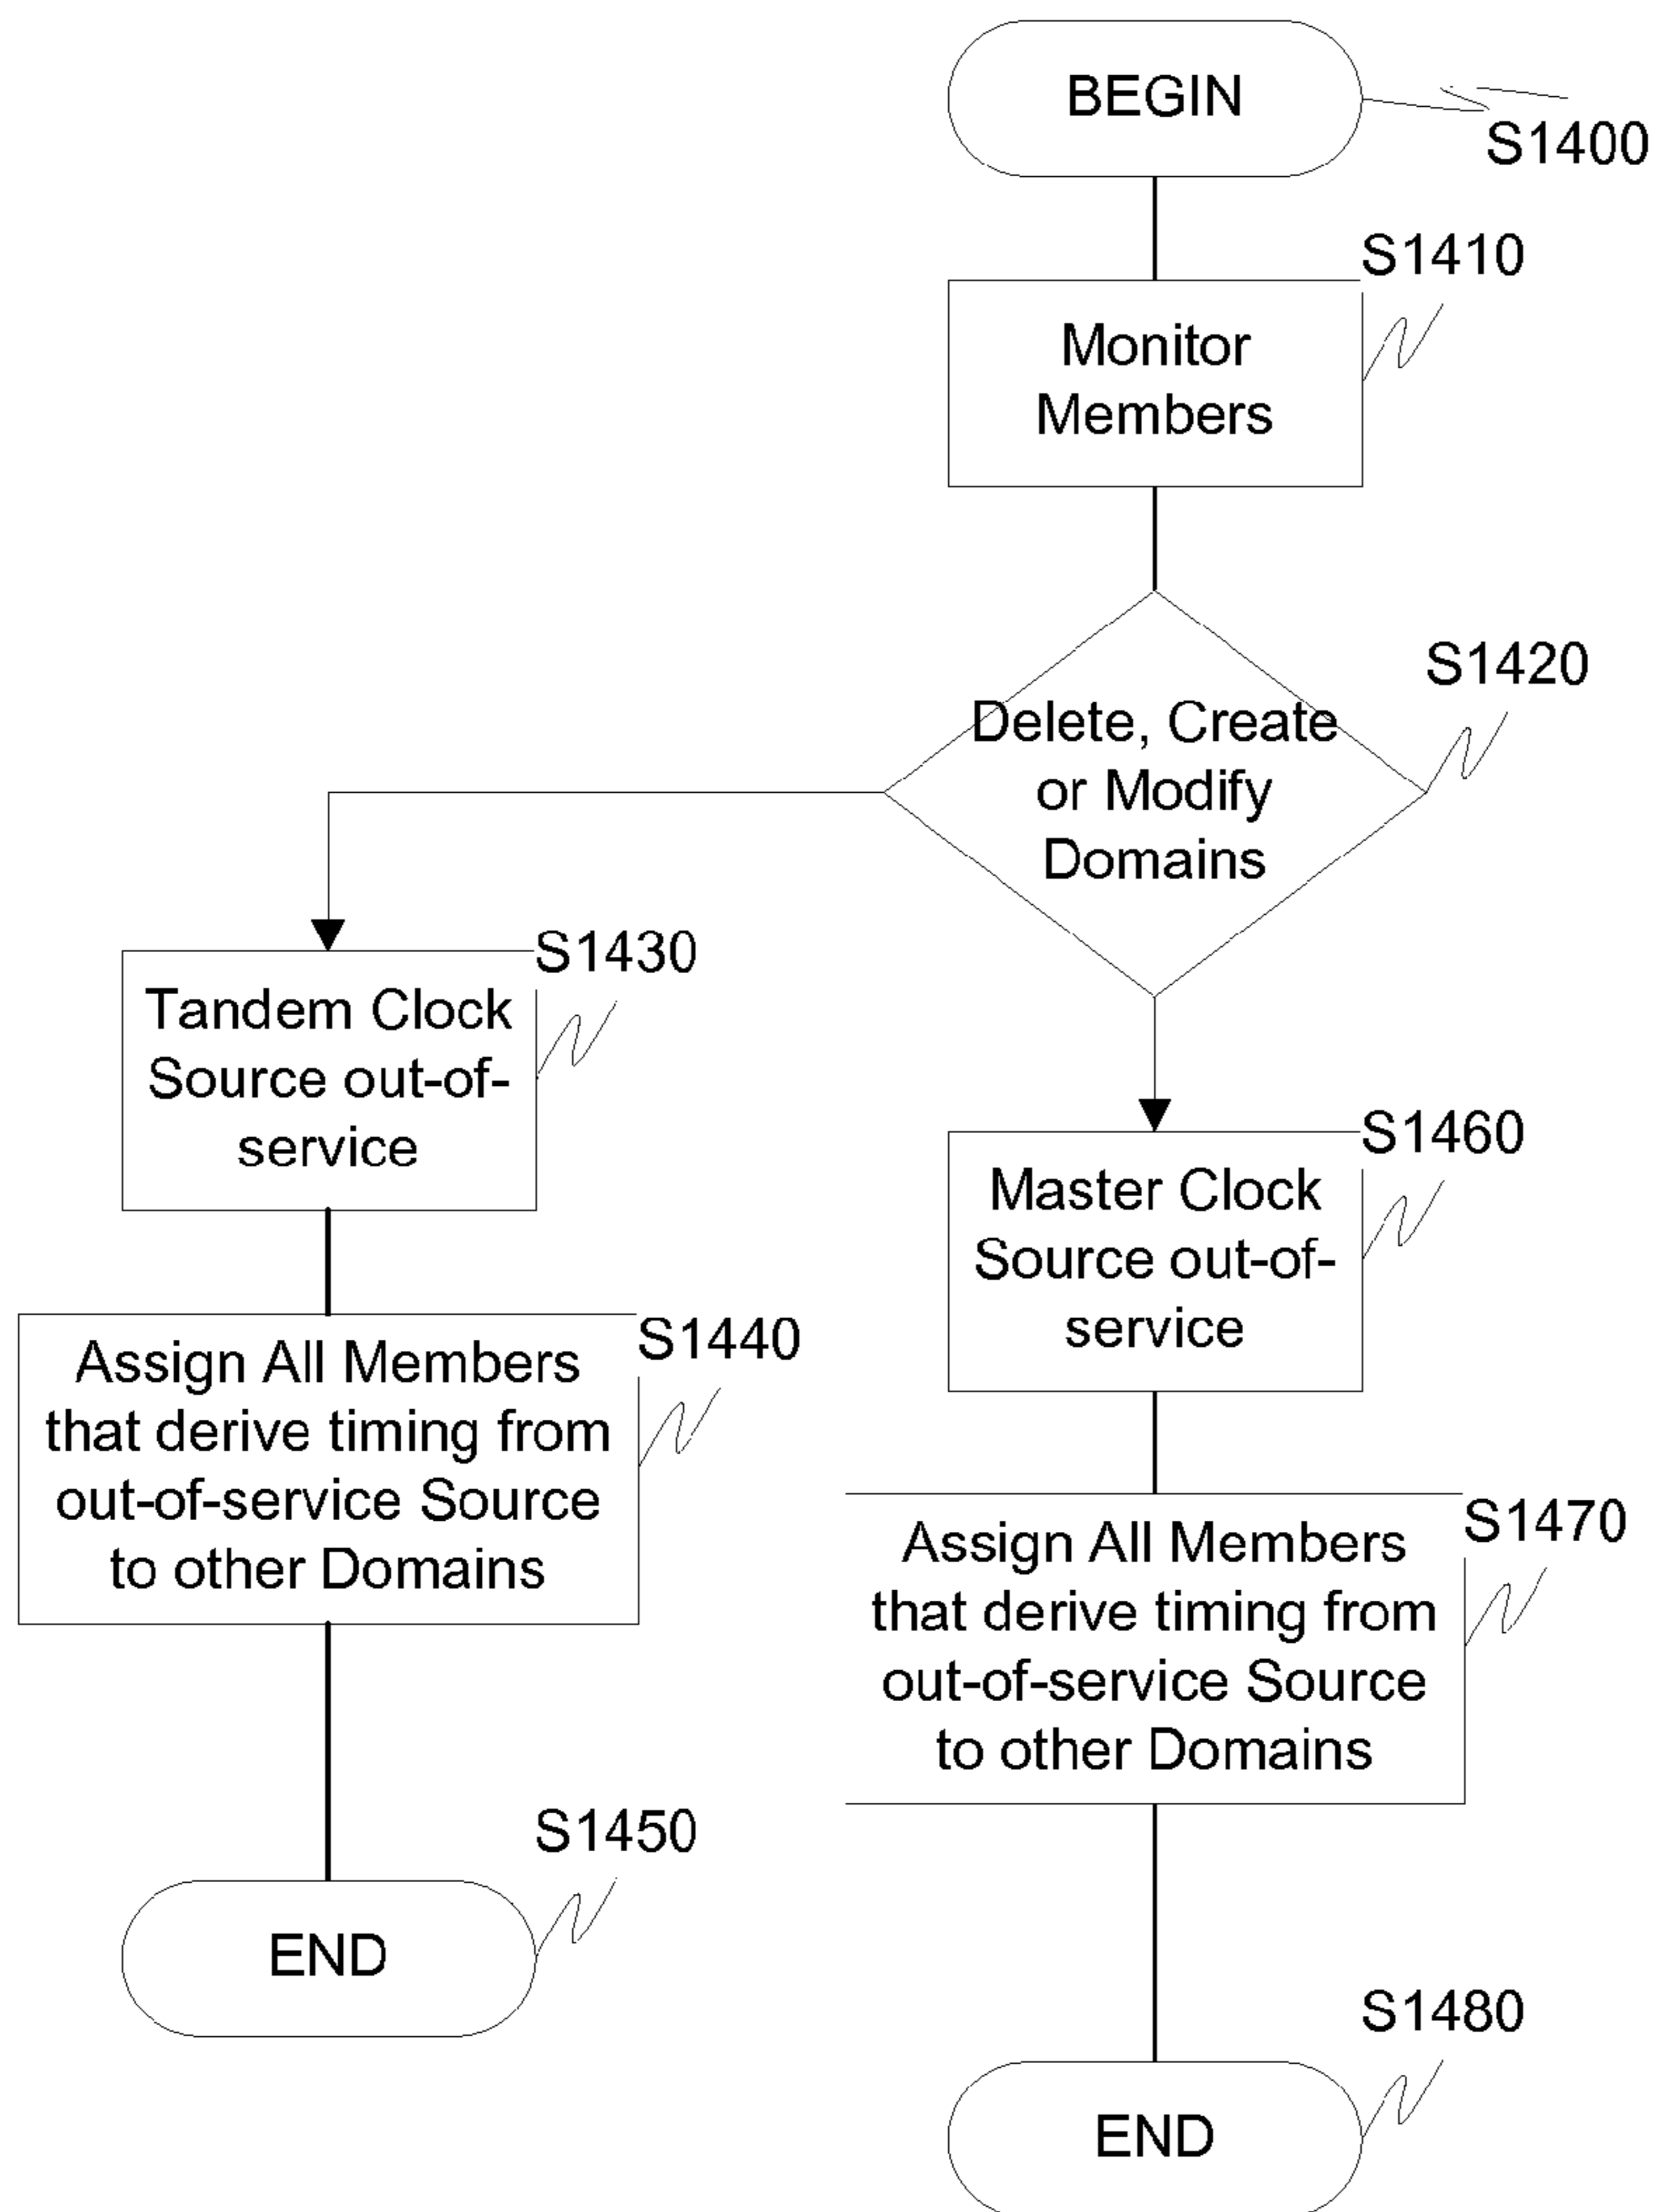 BEGIN
S1400
S1410
Monitor
Members
S1420
Delete, Create
or Modify
Domains
S1430
Tandem Clock
Source out-of-
service
S1440
Assign All Members
that derive timing from
out-of-service Source
to other Domains
S1450
END
S1460
Master Clock
Source out-of-
service
S1470
Assign All Members
that derive timing from
out-of-service Source
to other Domains
S1480
END